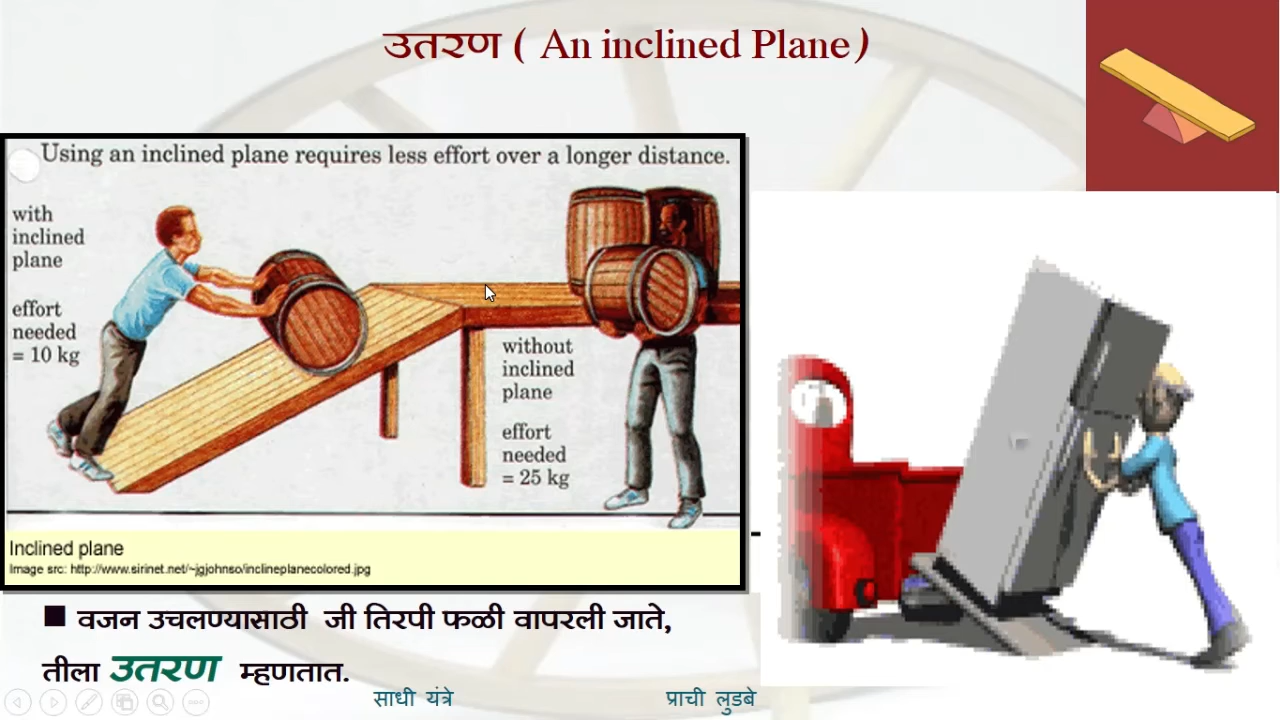 उतरण ( An inclined Plane)
Using an inclined plane requires less effort over a longer distance.
with
inclined
plane
effort
needed
= 10 kg
without
inclined
plane
effort
needed
= 25 kg
Inclined plane
Image src: http://www.sirinet.net/~jgjohnso/inclineplanecolored.jpg
वजन उचलण्यासाठी जी तिरपी फळी वापरली जाते,
तीला उतरण म्हणतात.
साधी यंत्रे
प्राची लुडबे